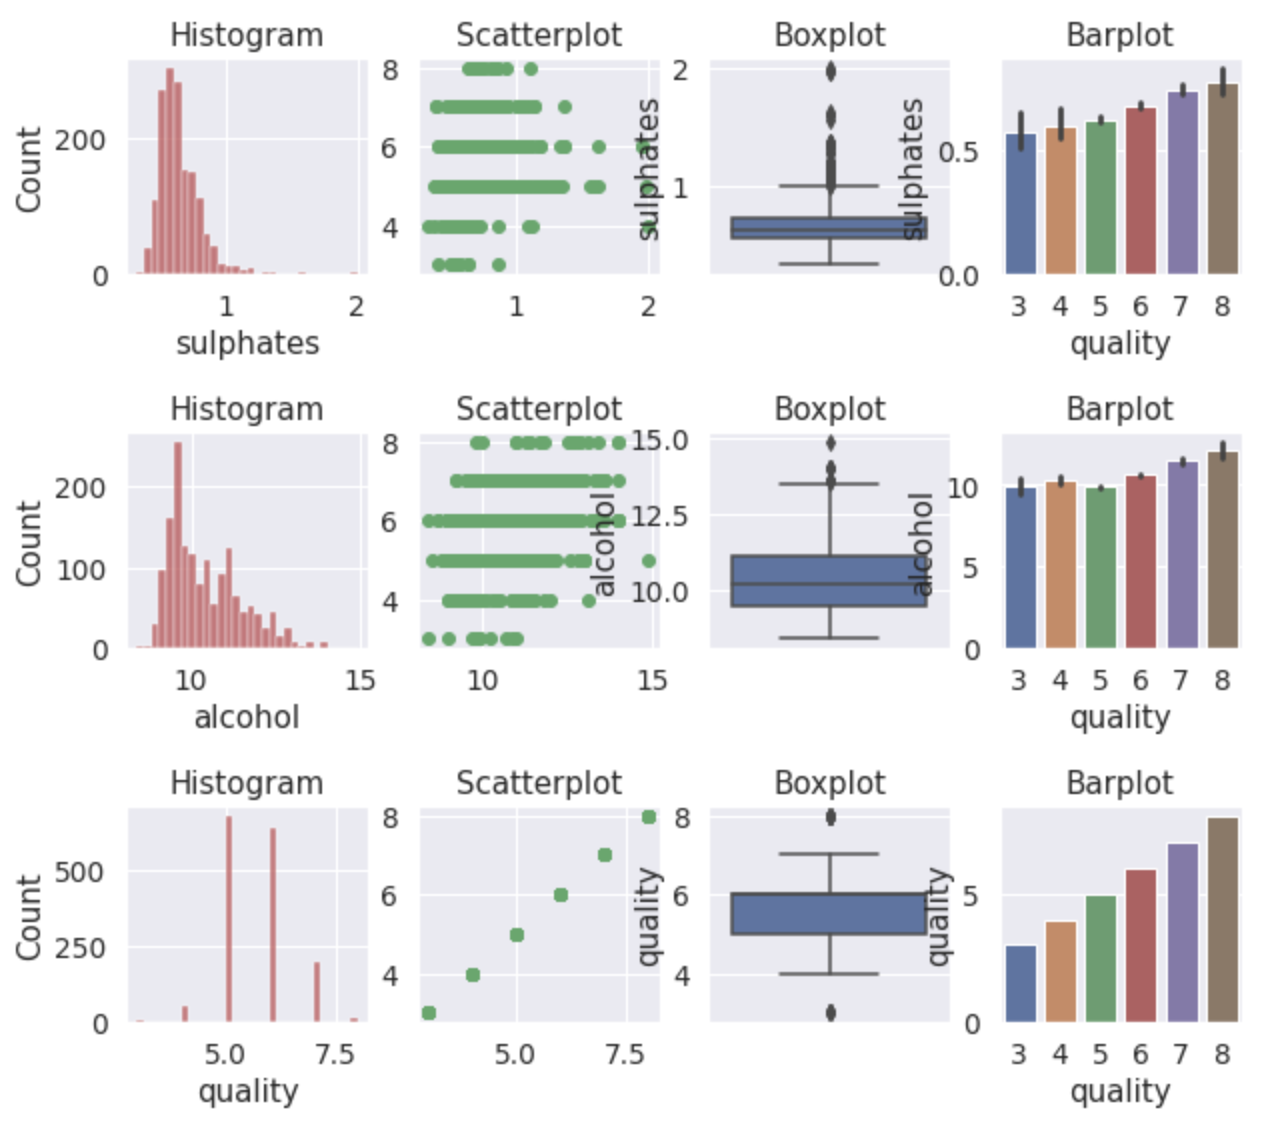 Histogram
Scatterplot
Boxplot
Barplot
Count
200
0
1
2
sulphates
8
6
4
1
2
sulphates
2
1
sulphates
0.5
0.0
3 4 5 6 7 8
quality
Histogram
Scatterplot
Boxplot
Barplot
Count
200
100
0
10
15
alcohol
8
6
4
10
15
alcohol
15.0
12.5
10.0
alcohol
10
5
0
3 4 5 6 7 8
quality
Histogram
Scatterplot
Boxplot
Barplot
Count
500
250
0
5.0
7.5
quality
8
6
4
5.0
7.5
quality
8
6
4
quality
5
0
3 4 5 6 7 8
quality